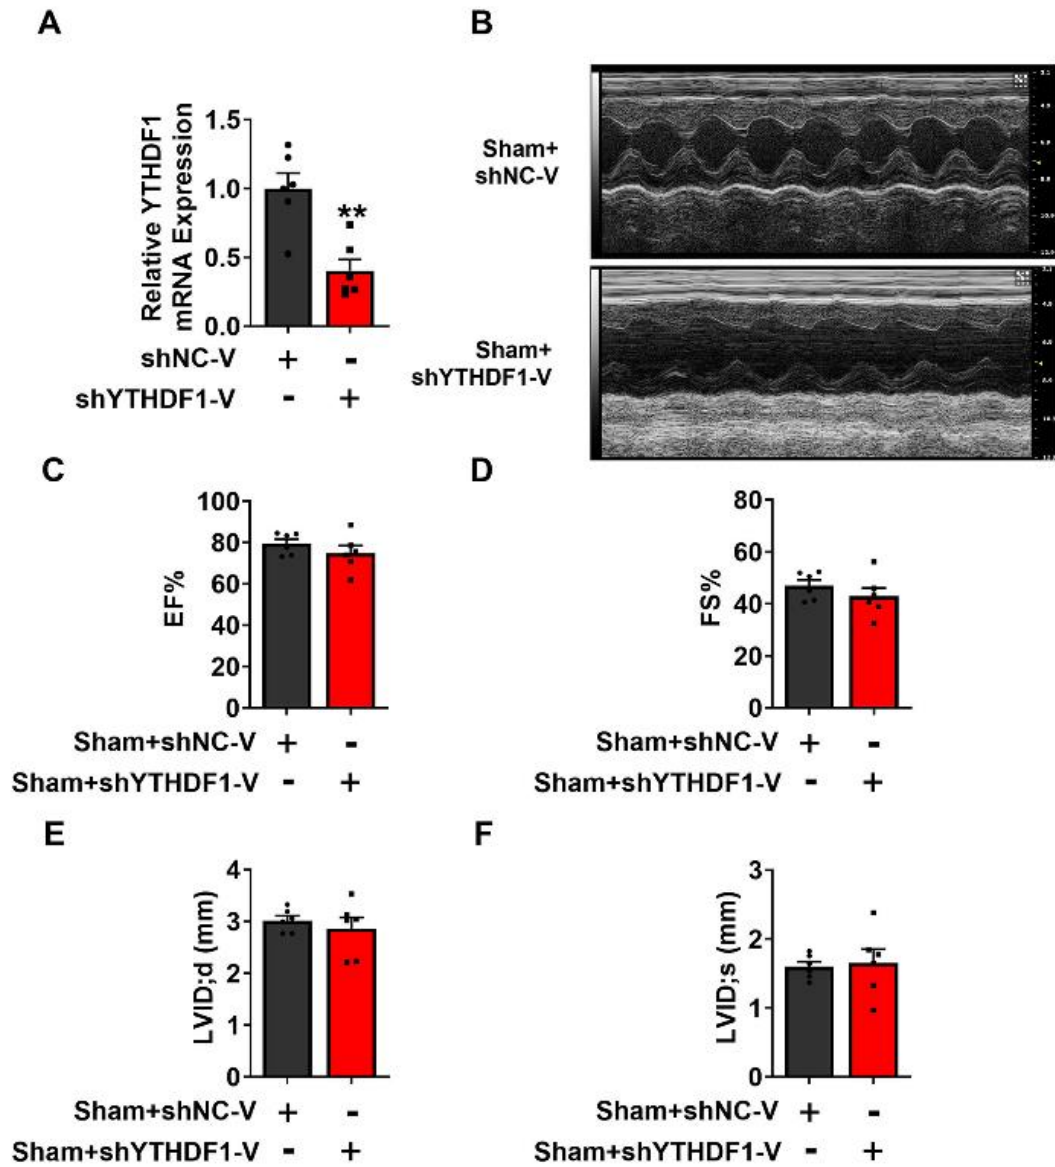 A
B
1.5
1.0
0.5
0.0
Relative YTHDF1
mRNA Expression
**
shNC-V + -
shYTHDF1-V - +
Sham+
shNC-V
Sham+
shYTHDF1-V
C
D
100
80
60
40
20
0
EF%
Sham+shNC-V + -
Sham+shYTHDF1-V - +
80
60
40
20
0
FS%
Sham+shNC-V + -
Sham+shYTHDF1-V - +
E
F
4
3
2
1
0
LVID;d (mm)
Sham+shNC-V + -
Sham+shYTHDF1-V - +
3
2
1
0
LVID;s (mm)
Sham+shNC-V + -
Sham+shYTHDF1-V - +